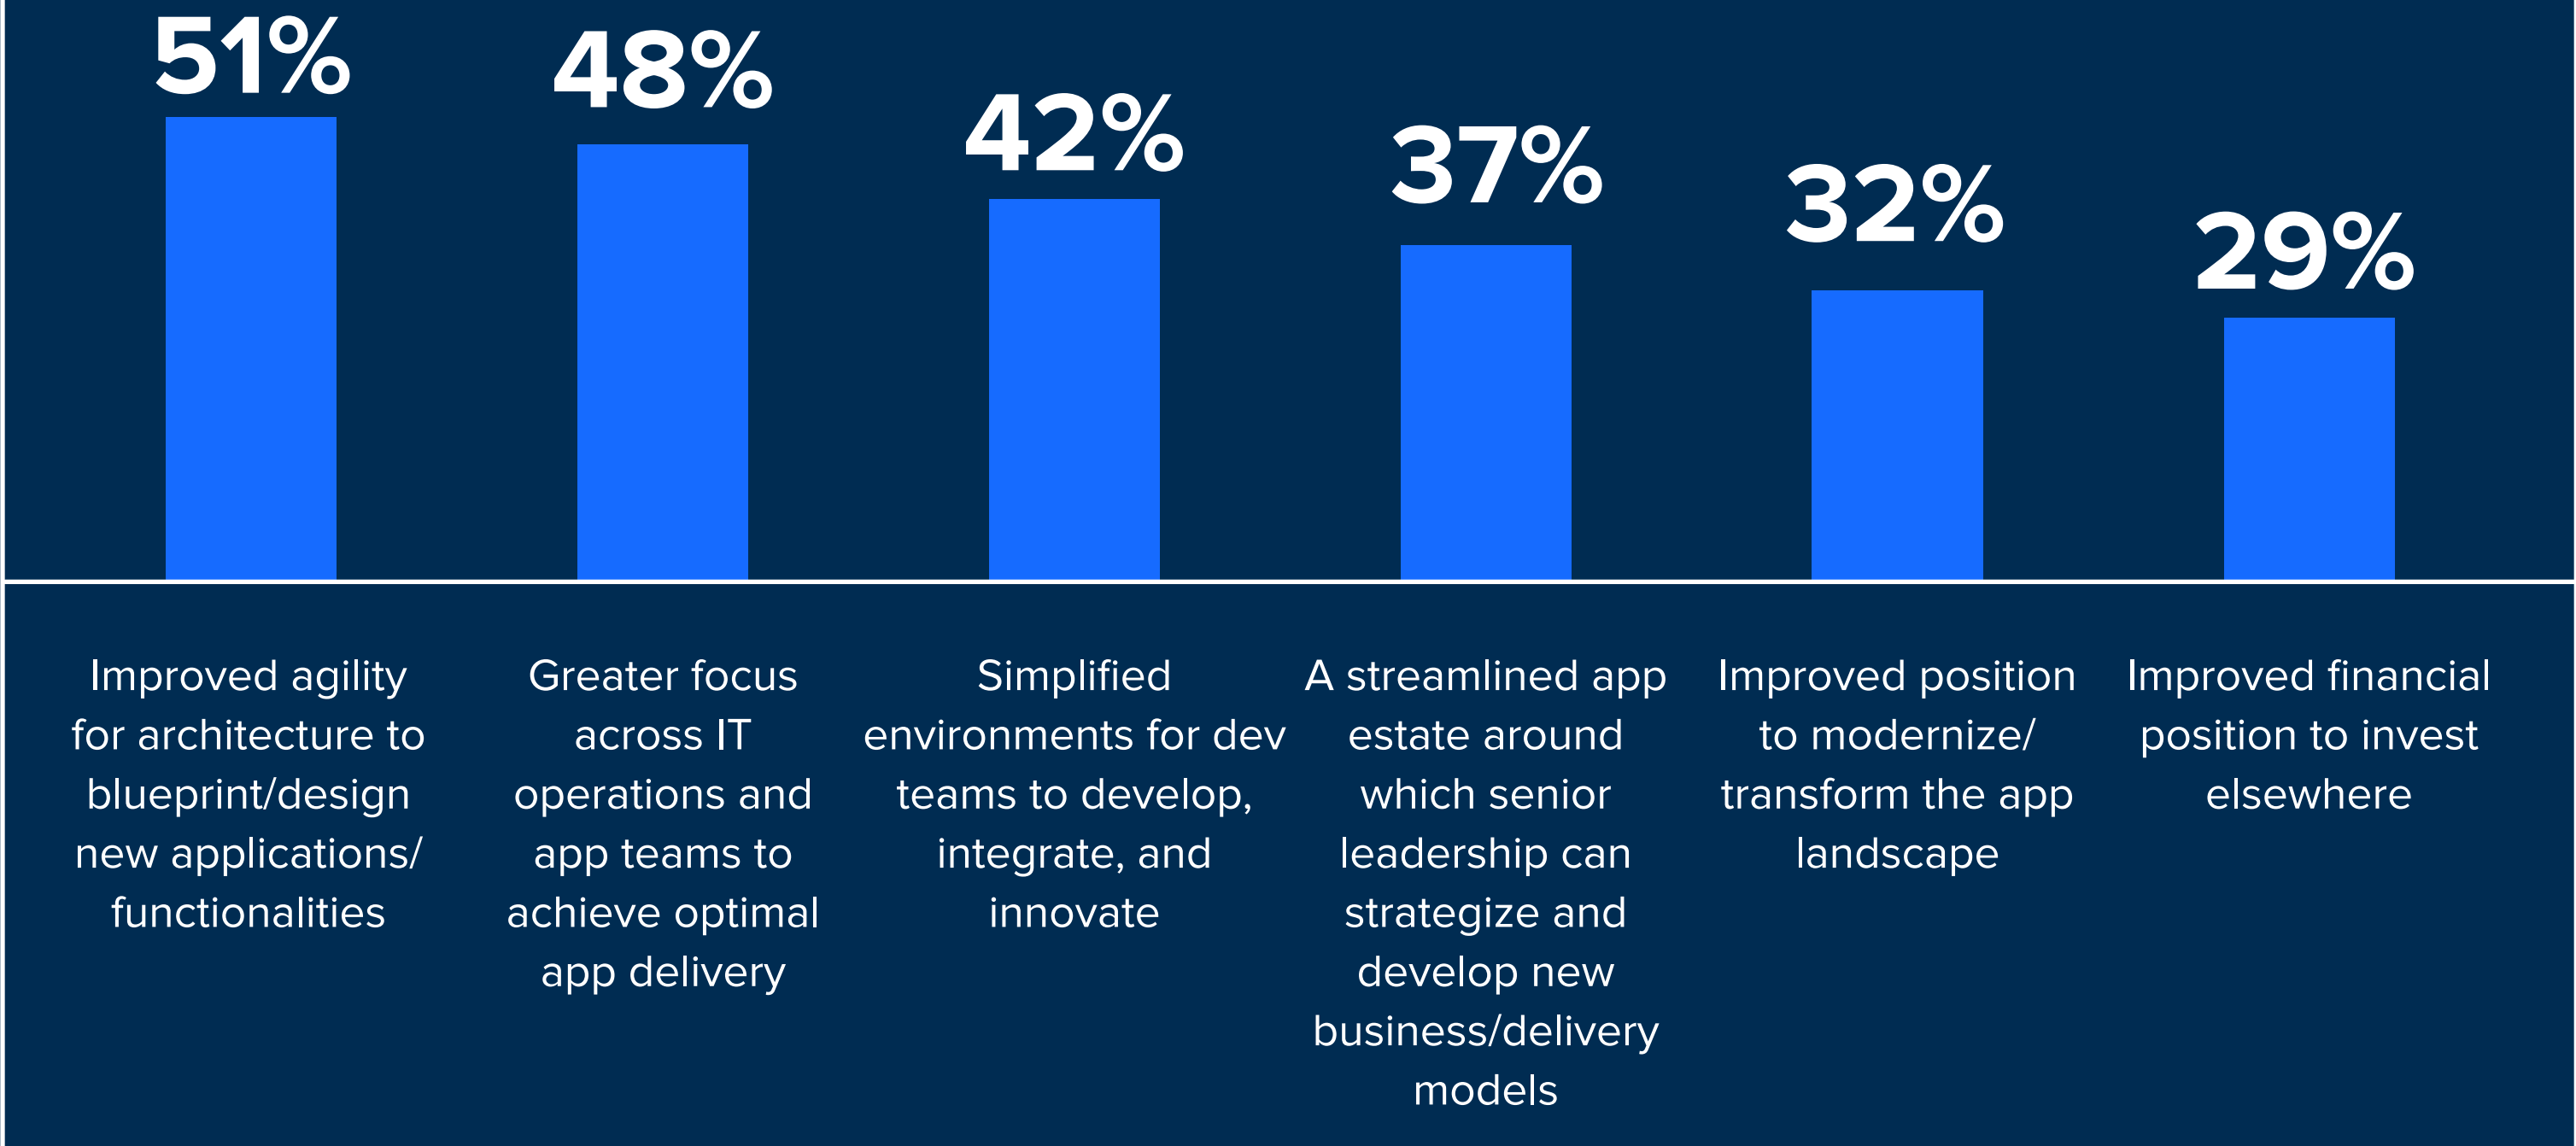 51%
48%
42%
37%
32%
29%
Improved agility
for architecture to
blueprint/design
new applications/
functionalities
Greater focus
across IT
operations and
app teams to
achieve optimal
app delivery
Simplified
environments for dev
teams to develop,
integrate, and
innovate
A streamlined app
estate around
which senior
leadership can
strategize and
develop new
business/delivery
models
Improved position
to modernize/
transform the app
landscape
Improved financial
position to invest
elsewhere